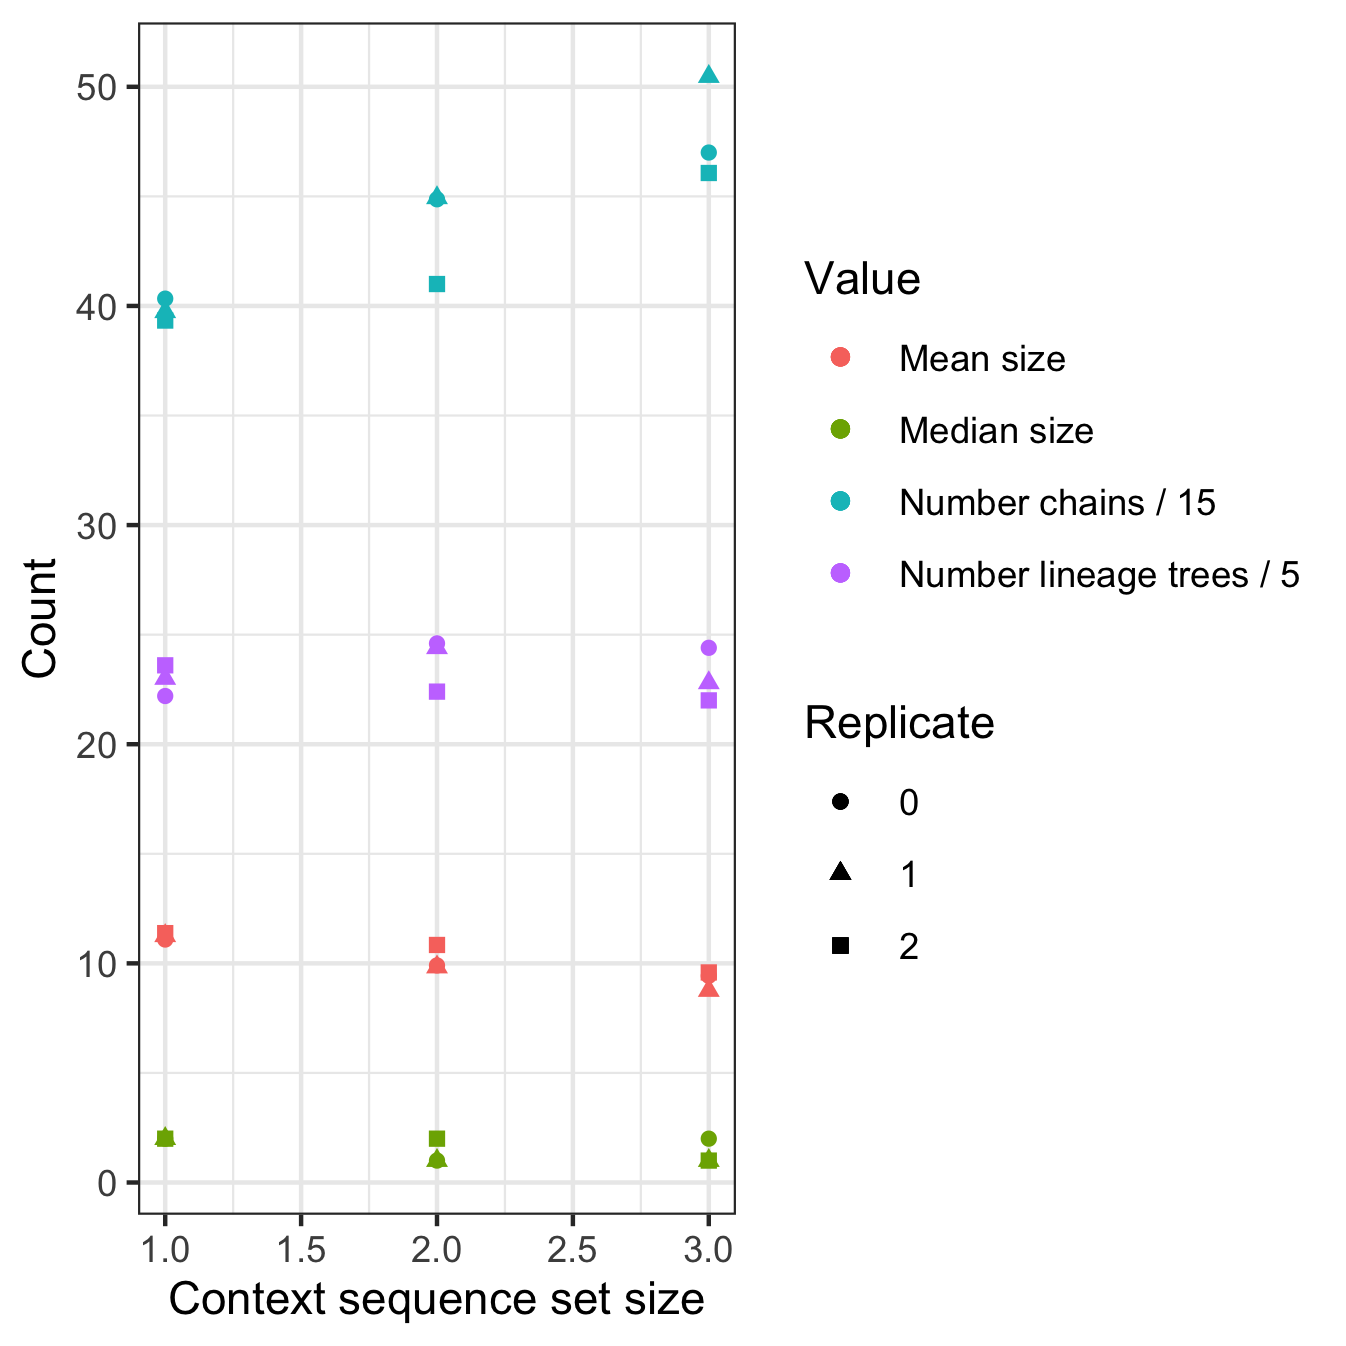 50
40
30
20
10
0
Count
1.0 1.5 2.0 2.5 3.0
Context sequence set size
Value
Mean size
Median size
Number chains / 15
Number lineage trees / 5
Replicate
0
1
2